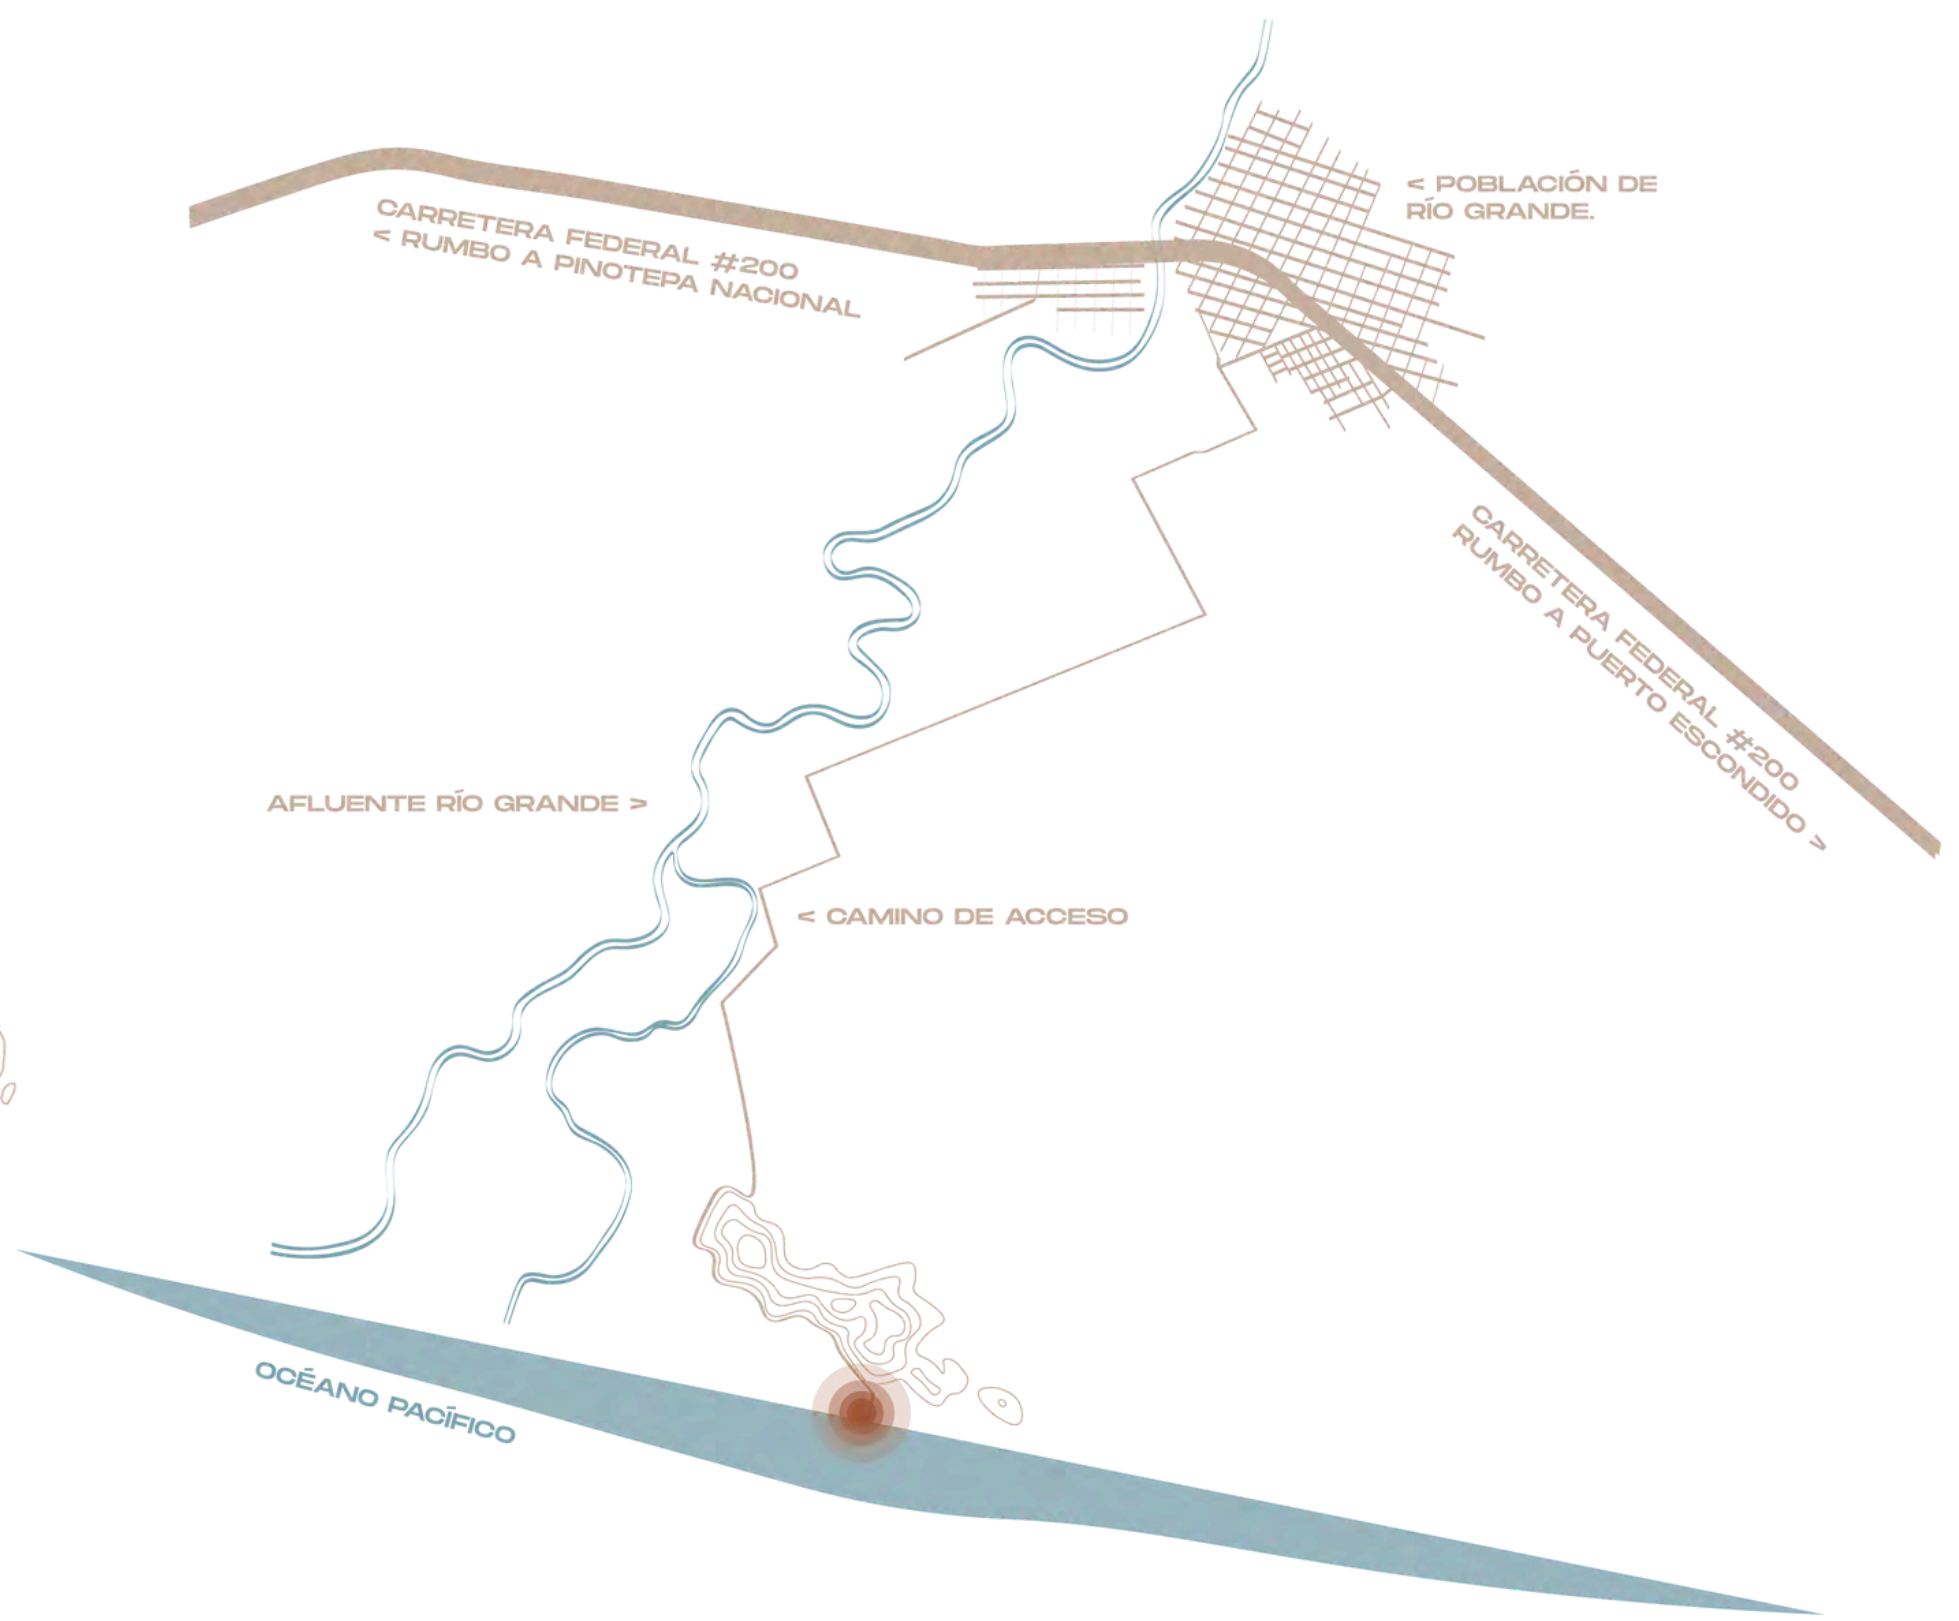 < POBLACIÓN DE
RÍO GRANDE.
CARRETERA FEDERAL #200
< RUMBO A PINOTEPA NACIONAL
CARRETERA FEDERAL #200
RUMBO A PUERTO ESCONDIDO >
AFLUENTE RÍO GRANDE >
< CAMINO DE ACCESO
OCÉANO PACÍFICO